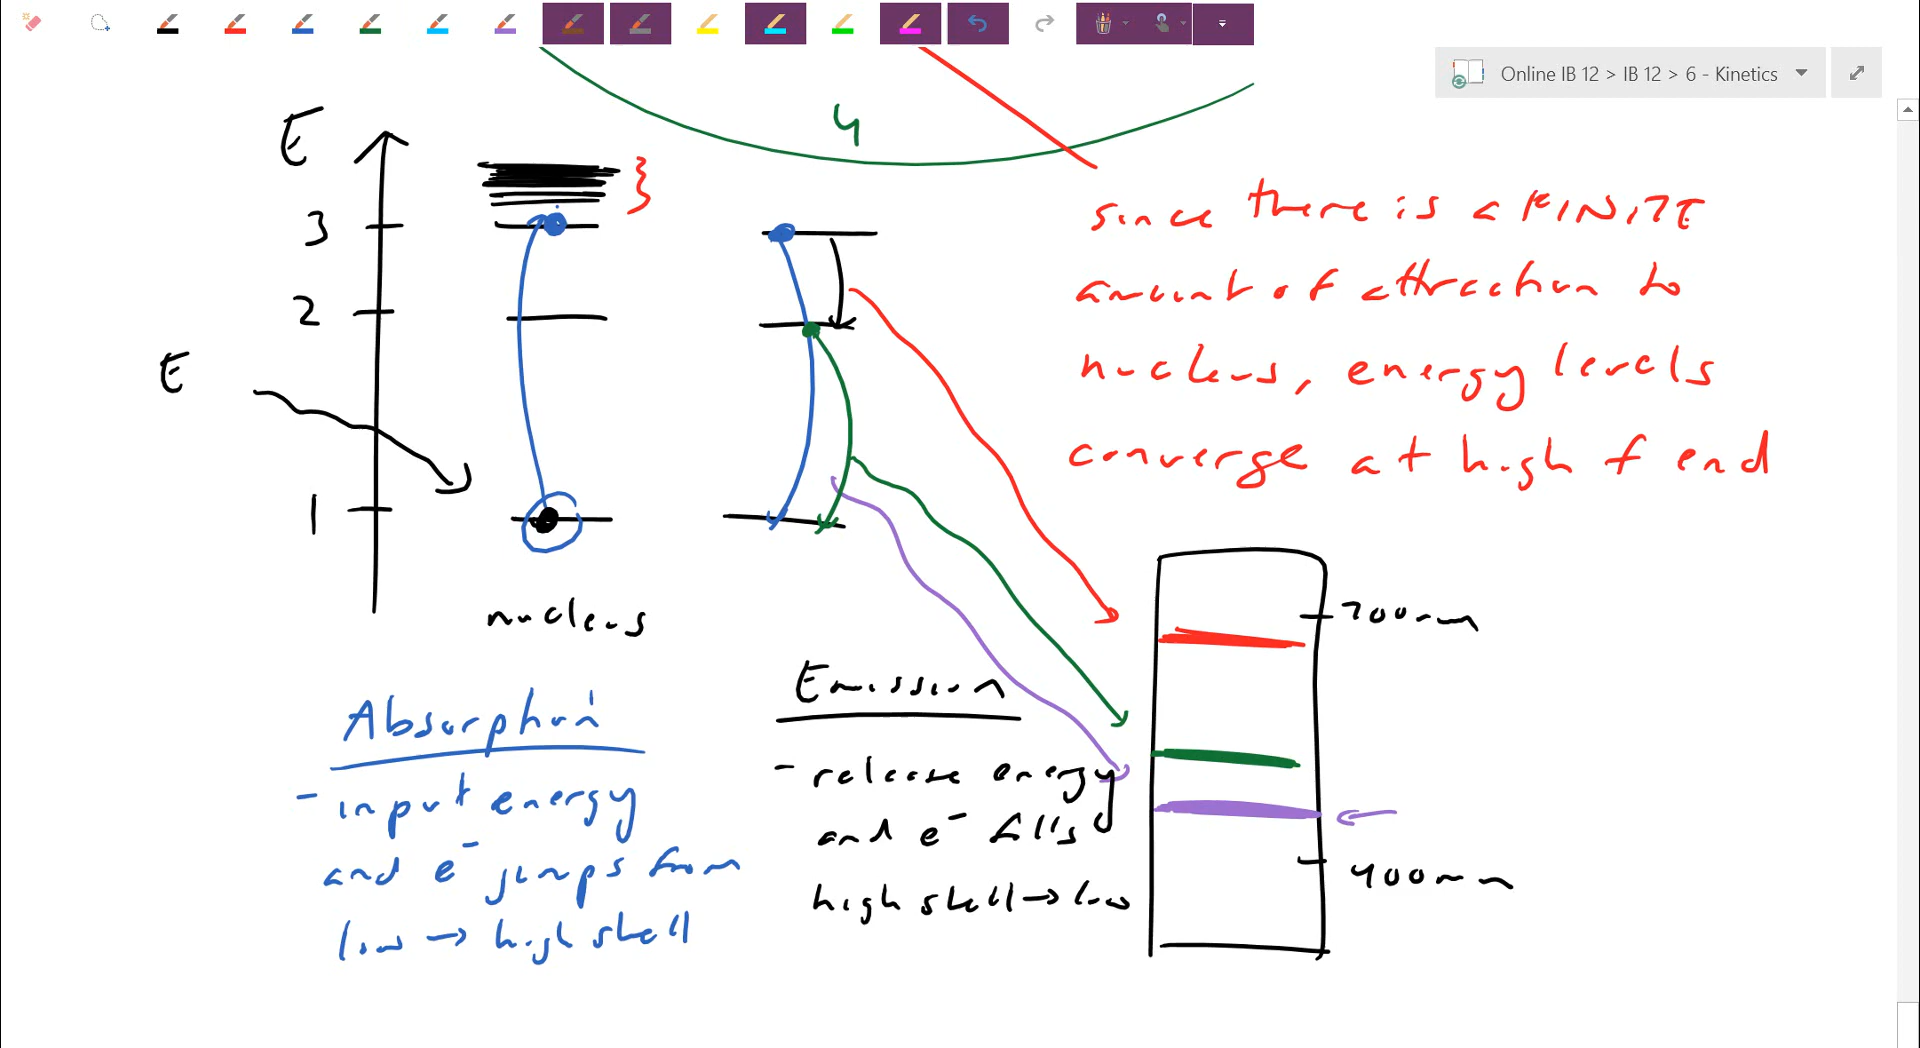 Online IB 12 > IB 12 > 6 - Kinetics
4
E
3
2
E
1
nucleus
since there is a FINITE
amount of attraction to
nucleus, energy levels
converge at high f end
700nm
400nm
Absorption
- input energy
and e⁻ jumps from
low → high shell
Emission
- release energy
and e⁻ falls
high shell → low